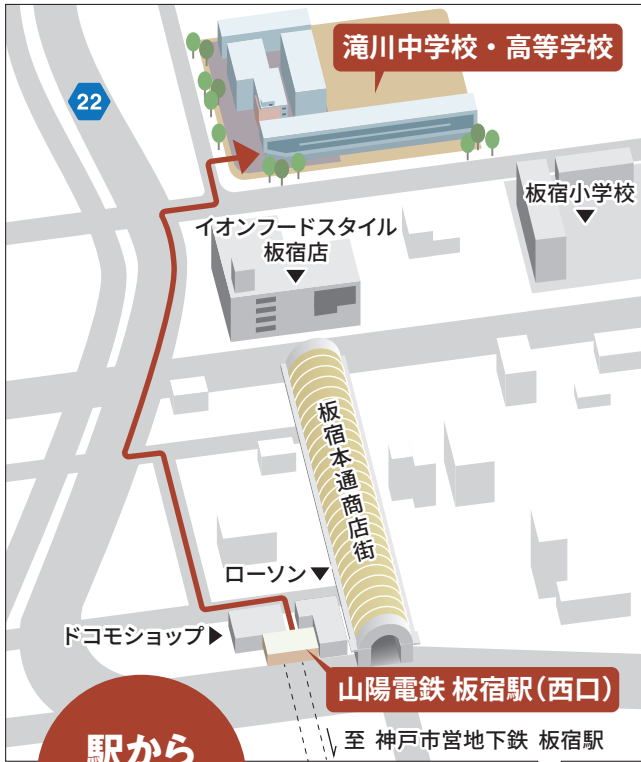 滝川中学校・高等学校
22
板宿小学校
▼
イオンフードスタイル
板宿店
▼
板宿本通商店街
ローソン▼
ドコモショップ▶
山陽電鉄 板宿駅(西口)
至 神戸市営地下鉄 板宿駅
駅から